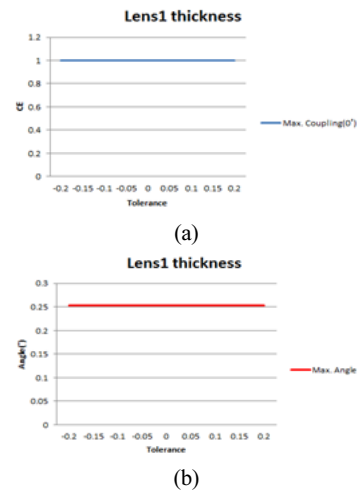 Lens1 thickness
1.2
1
0.8
0.6
0.4
0.2
0
CE
-0.2 -0.15 -0.1 -0.05 0 0.05 0.1 0.15 0.2
Tolerance
Max. Coupling(0°)
(a)
Lens1 thickness
0.3
0.25
0.2
0.15
0.1
0.05
0
Angle(°)
-0.2 -0.15 -0.1 -0.05 0 0.05 0.1 0.15 0.2
Tolerance
Max. Angle
(b)